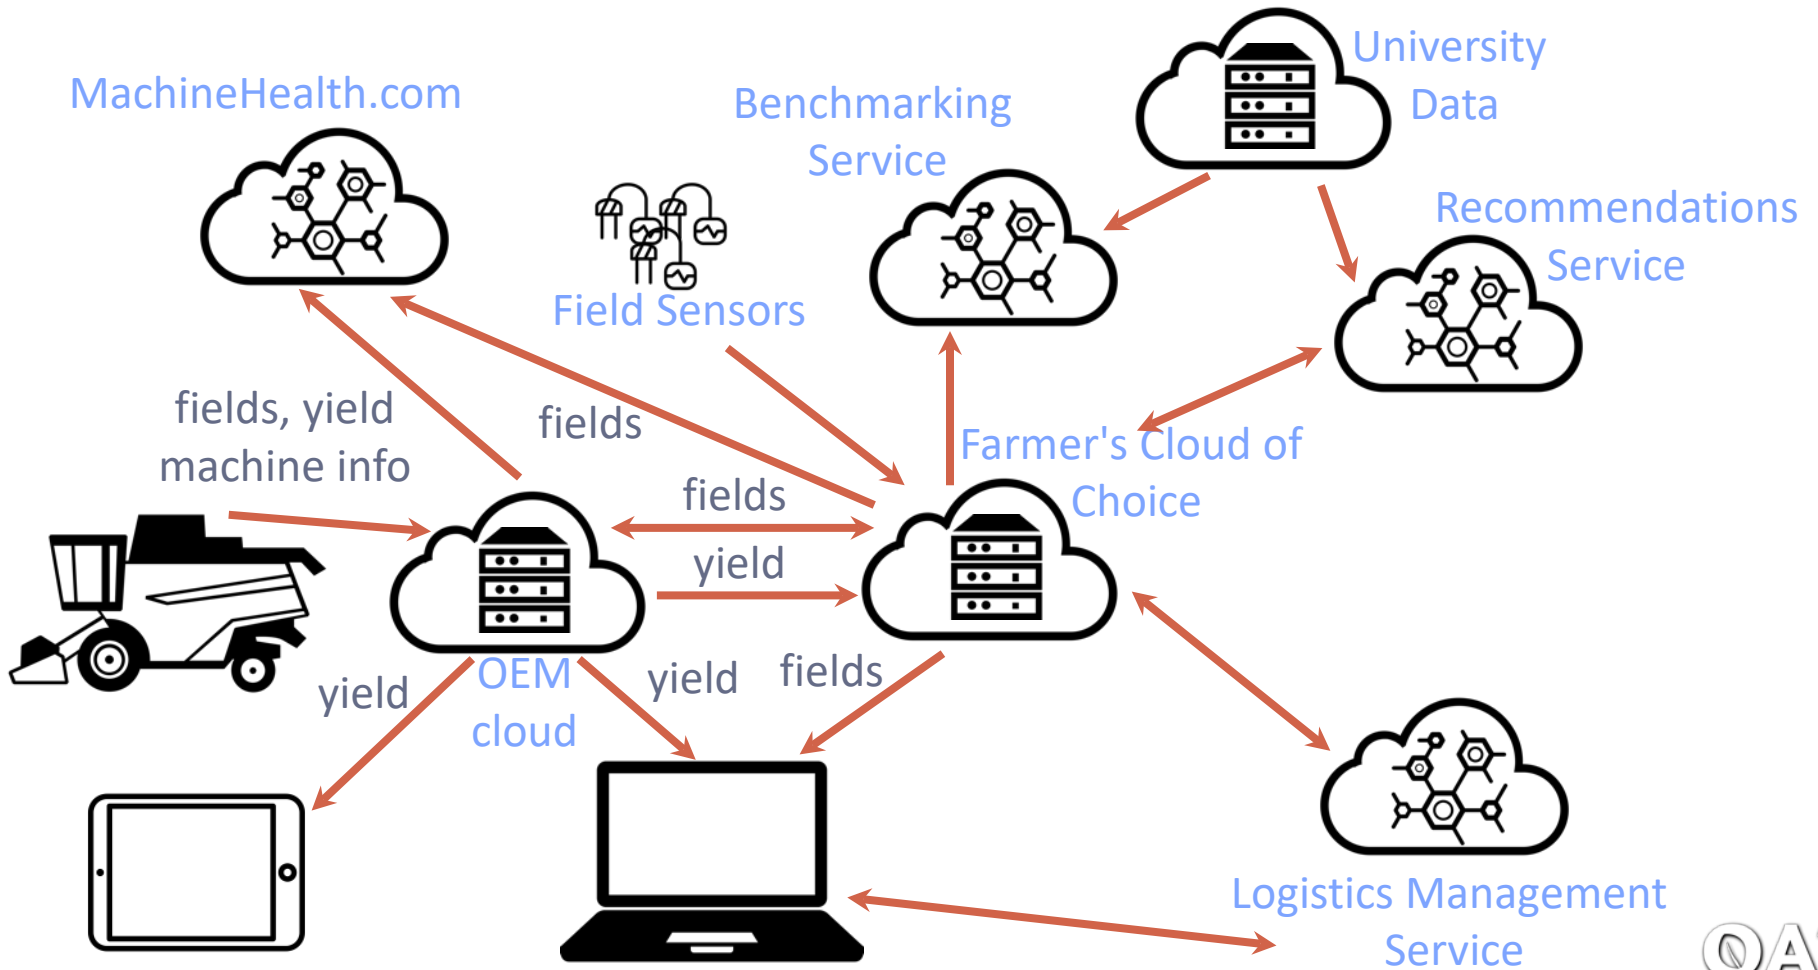 University
Data
MachineHealth.com
Benchmarking
Service
Recommendations
Service
Field Sensors
fields, yield
machine info
fields
Farmer's Cloud of
Choice
fields
yield
OEM
cloud
yield
yield
fields
Logistics Management
Service